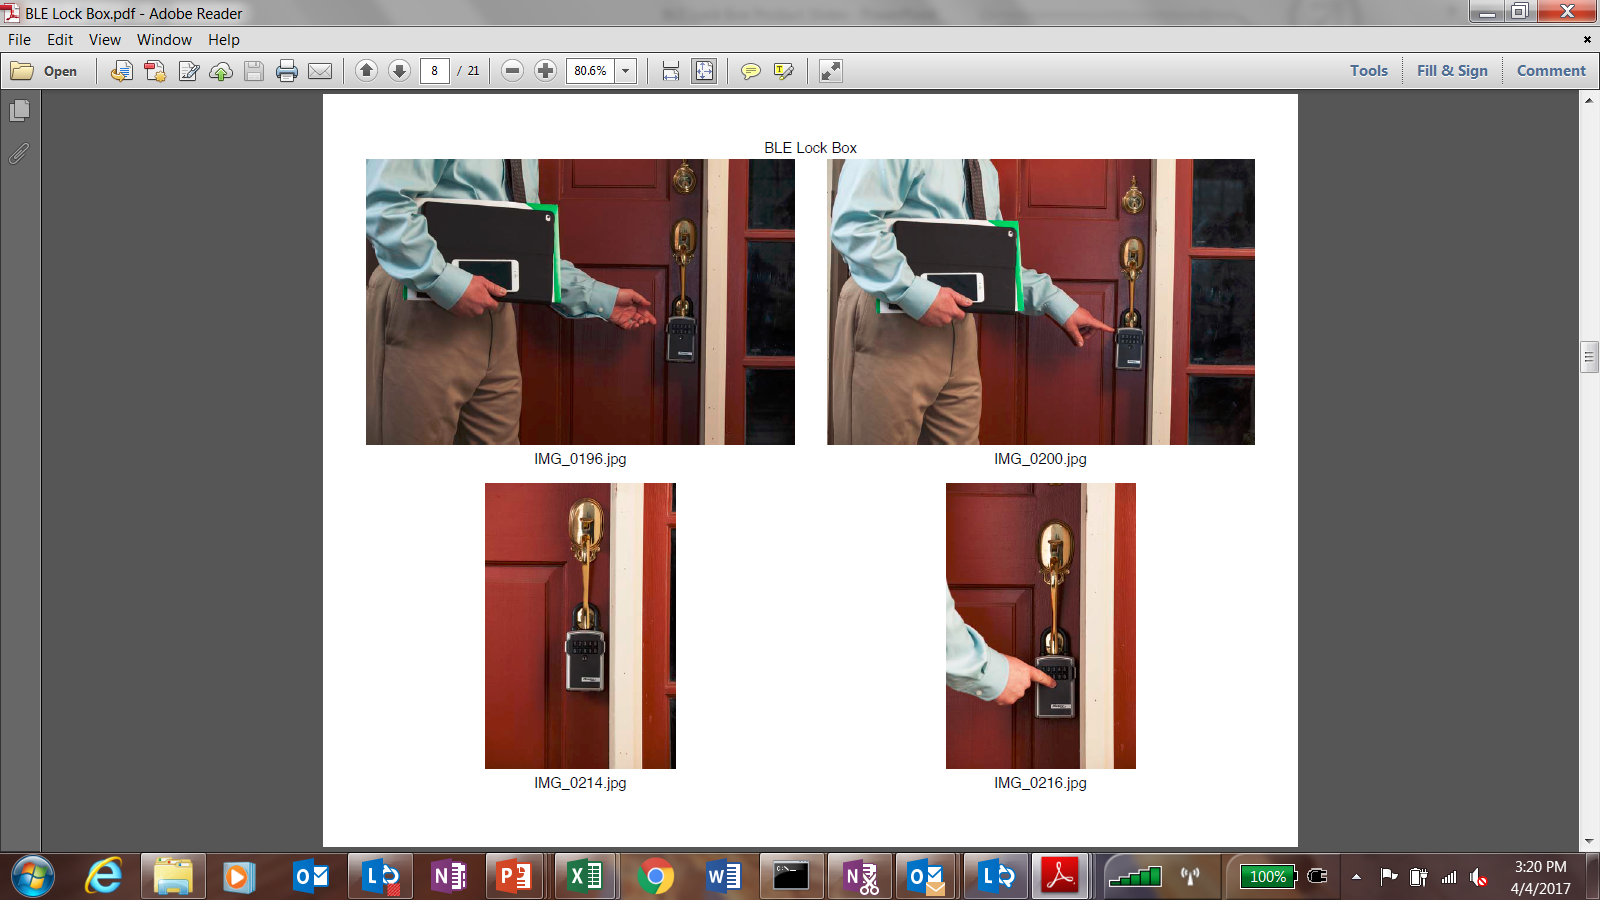 BLE Lock Box.pdf - Adobe Reader
File Edit View Window Help
Open 8 / 21 80.6% Tools Fill & Sign Comment
BLE Lock Box
IMG_0196.jpg IMG_0200.jpg
IMG_0214.jpg IMG_0216.jpg
100% 3:20 PM
4/4/2017